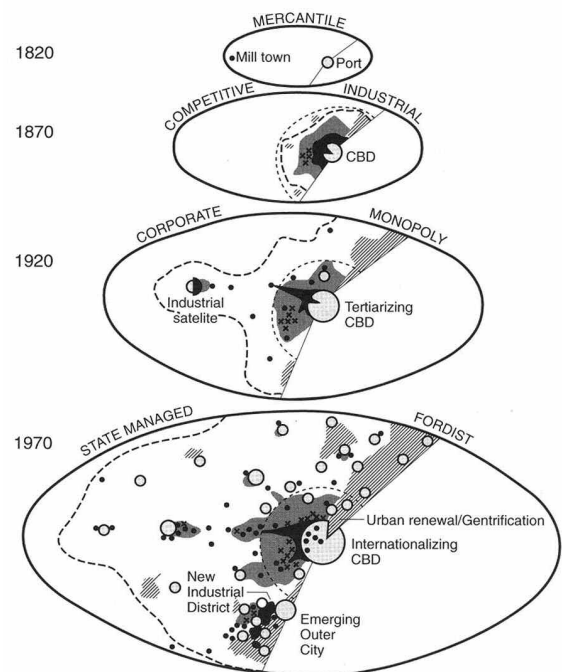 MERCANTILE
1820
Mill town
Port
COMPETITIVE INDUSTRIAL
1870
CBD
CORPORATE MONOPOLY
1920
Industrial
satelite
Tertiarizing
CBD
STATE MANAGED FORDIST
1970
Urban renewal/Gentrification
Internationalizing
CBD
New
Industrial
District
Emerging
Outer
City